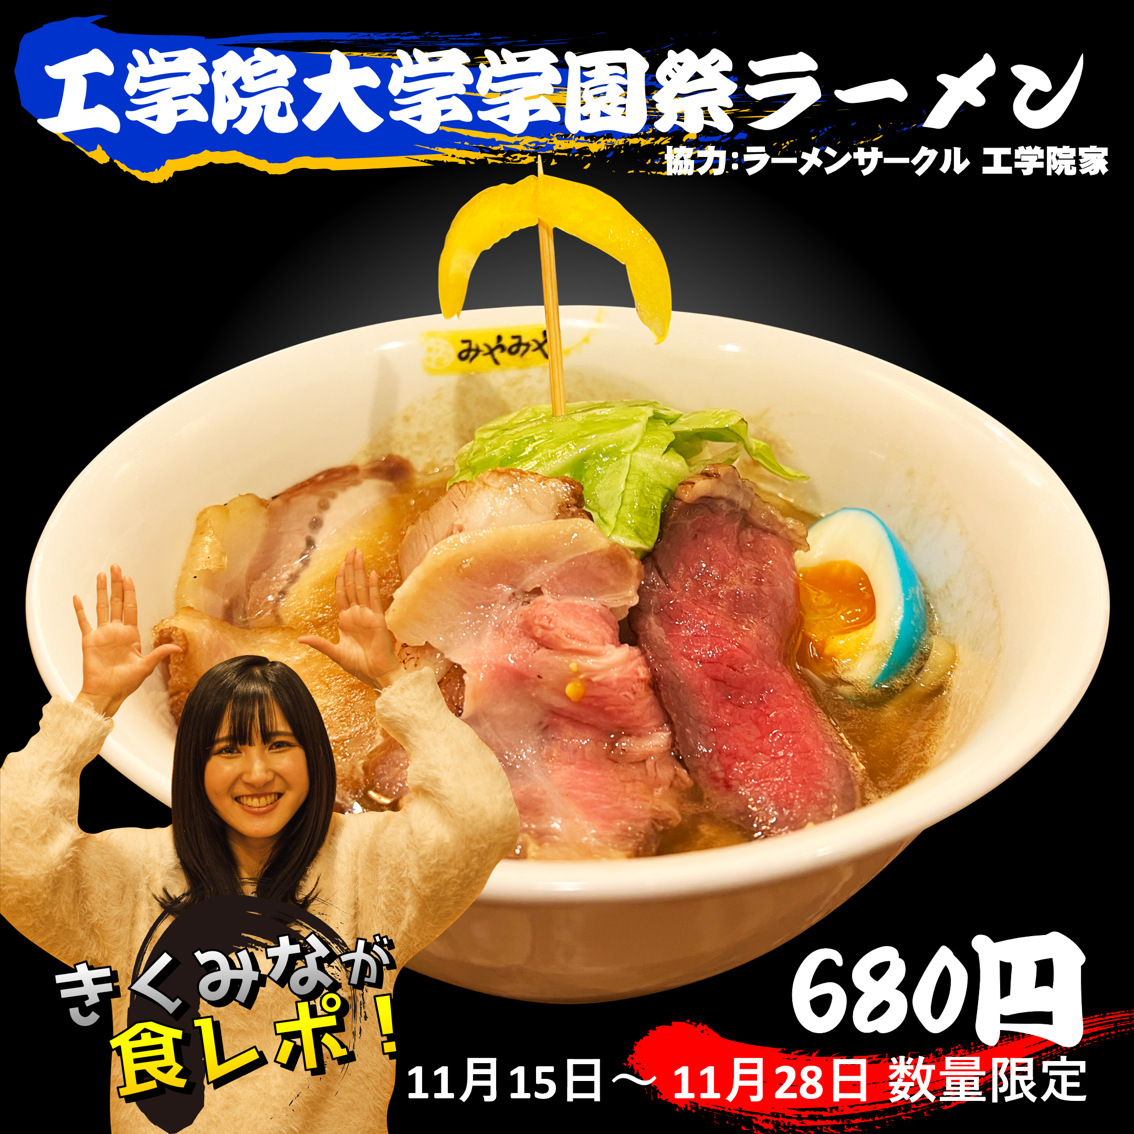 工学院大学学園祭ラーメン
協力:ラーメンサークル 工学院家
みやみや
きくみなが
食レポ!
680円
11月15日～ 11月28日 数量限定